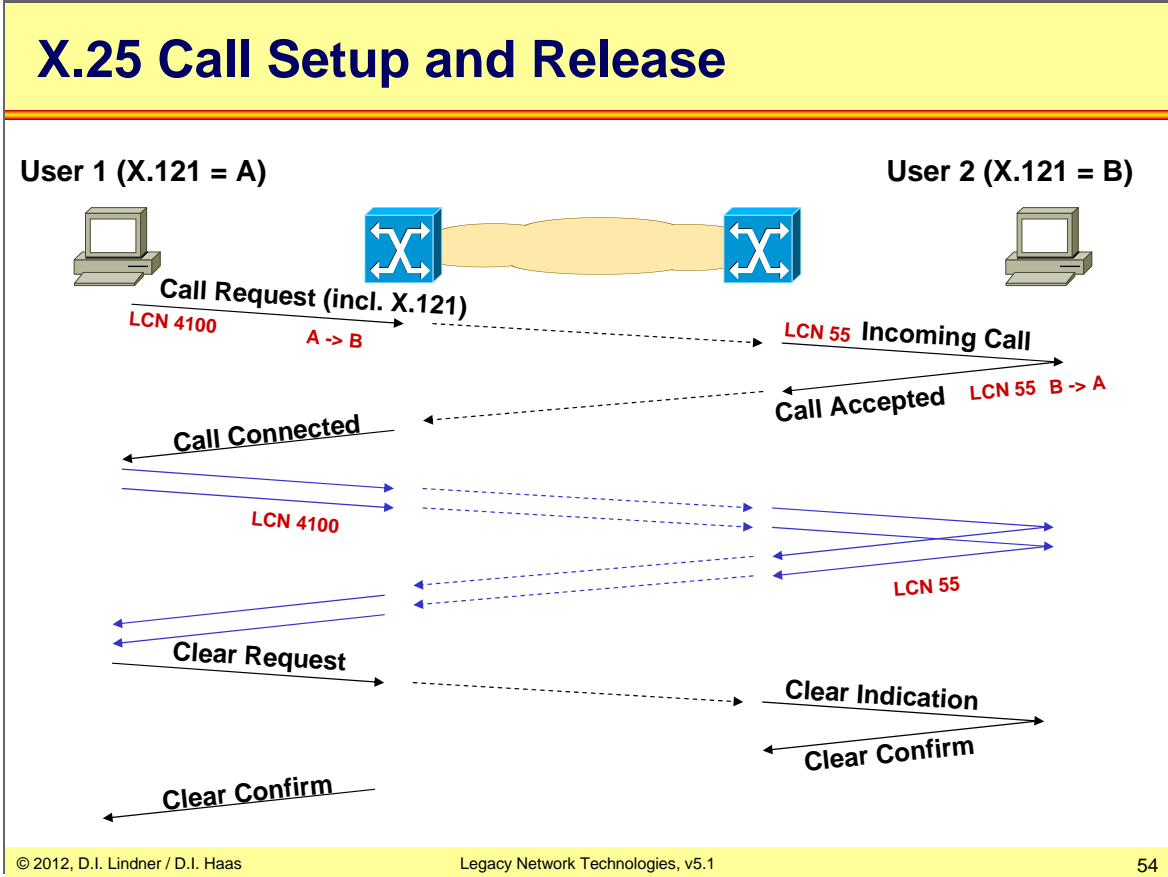 X.25 Call Setup and Release
User 1 (X.121 = A)
User 2 (X.121 = B)
Call Request (incl. X.121)
LCN 4100
A -> B
LCN 55
Incoming Call
Call Accepted
LCN 55 B -> A
Call Connected
LCN 4100
LCN 55
Clear Request
Clear Indication
Clear Confirm
Clear Confirm
© 2012, D.I. Lindner / D.I. Haas
Legacy Network Technologies, v5.1
54